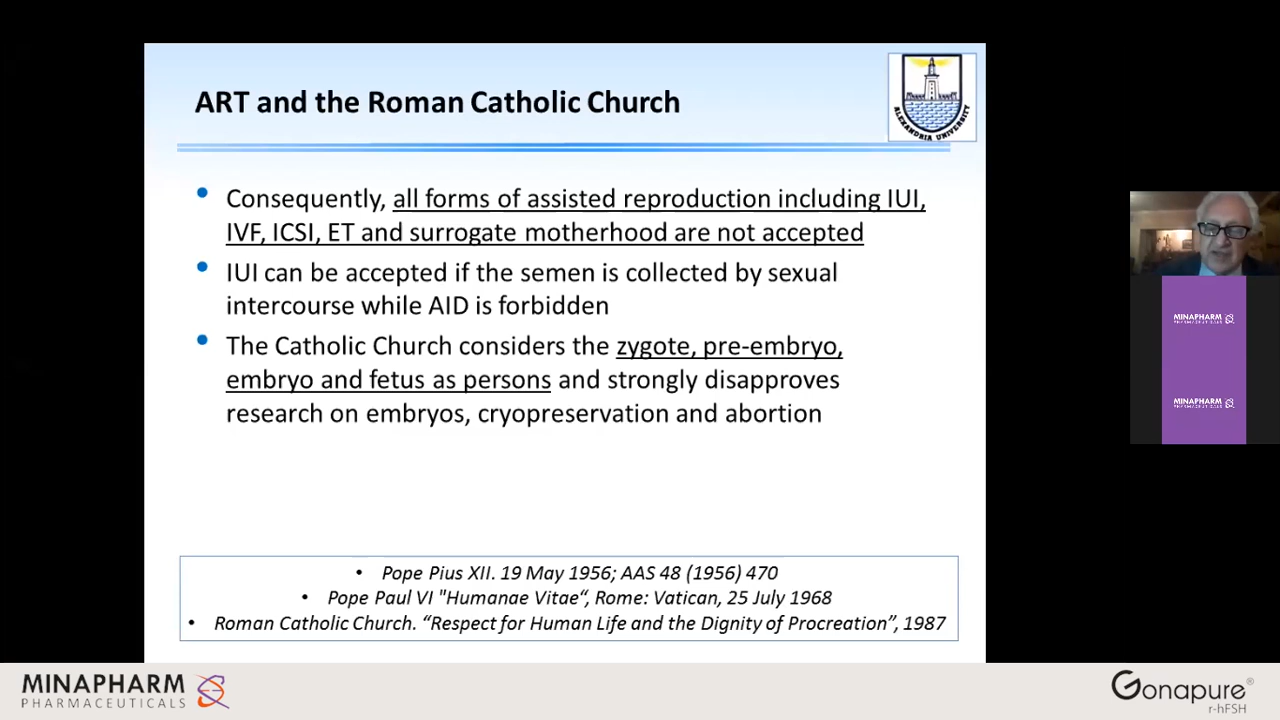 ART and the Roman Catholic Church
ALEXANDRIA UNIVERSITY
• Consequently, all forms of assisted reproduction including IUI,
IVF, ICSI, ET and surrogate motherhood are not accepted
• IUI can be accepted if the semen is collected by sexual
intercourse while AID is forbidden
• The Catholic Church considers the zygote, pre-embryo,
embryo and fetus as persons and strongly disapproves
research on embryos, cryopreservation and abortion
• Pope Pius XII. 19 May 1956; AAS 48 (1956) 470
• Pope Paul VI "Humanae Vitae“, Rome: Vatican, 25 July 1968
• Roman Catholic Church. “Respect for Human Life and the Dignity of Procreation”, 1987
MINAPHARM
PHARMACEUTICALS
MINAPHARM
PHARMACEUTICALS
MINAPHARM
PHARMACEUTICALS
Gonapure®
r-hFSH